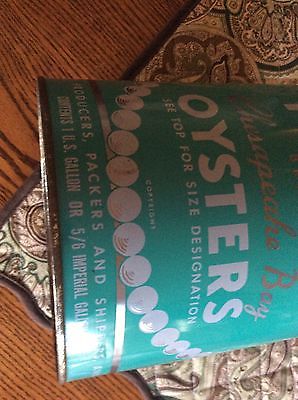 Chesapeake Bay
OYSTERS
SEE TOP FOR SIZE DESIGNATION
COPYRIGHT
PRODUCERS, PACKERS AND SHIPPERS
CONTENTS 1 U.S. GALLON OR 5/6 IMPERIAL GAL